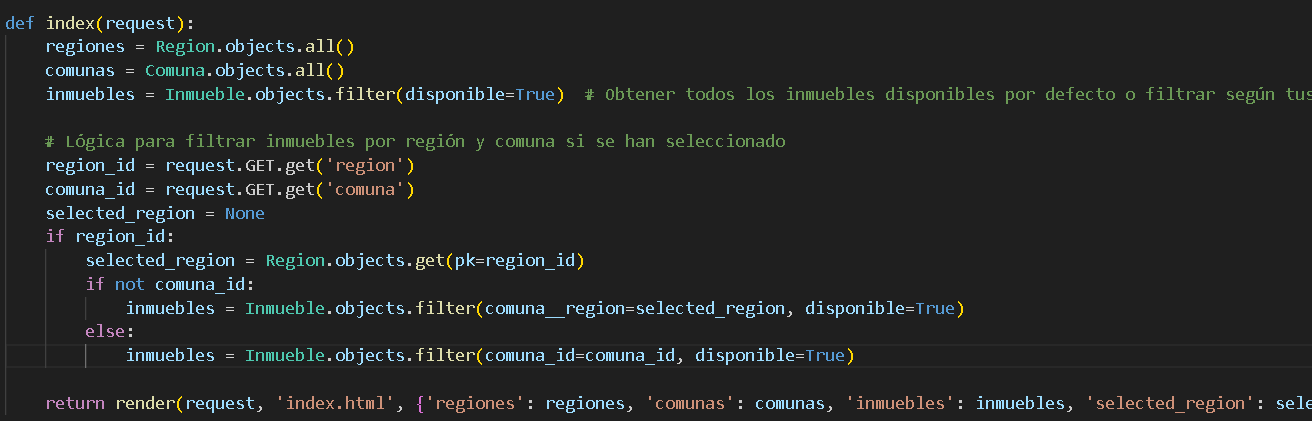 def index(request):
    regiones = Region.objects.all()
    comunas = Comuna.objects.all()
    inmuebles = Inmueble.objects.filter(disponible=True)  # Obtener todos los inmuebles disponibles por defecto o filtrar según tus
    # Lógica para filtrar inmuebles por región y comuna si se han seleccionado
    region_id = request.GET.get('region')
    comuna_id = request.GET.get('comuna')
    selected_region = None
    if region_id:
        selected_region = Region.objects.get(pk=region_id)
        if not comuna_id:
            inmuebles = Inmueble.objects.filter(comuna__region=selected_region, disponible=True)
        else:
            inmuebles = Inmueble.objects.filter(comuna_id=comuna_id, disponible=True)
    return render(request, 'index.html', {'regiones': regiones, 'comunas': comunas, 'inmuebles': inmuebles, 'selected_region':